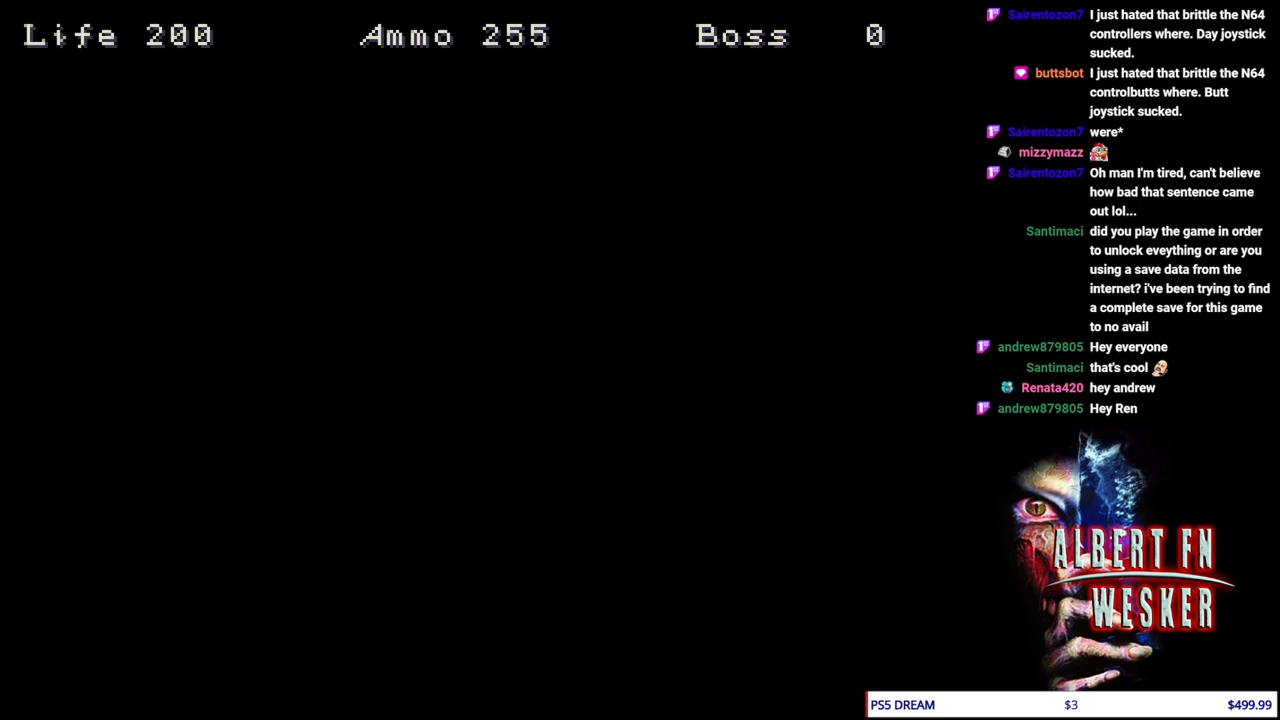 Life 200 Ammo 255 Boss 0
Sairentozon7 I just hated that brittle the N64
controllers where. Day joystick
sucked.
buttsbot I just hated that brittle the N64
controlbutts where. Butt
joystick sucked.
Sairentozon7 were*
mizzymazz
Sairentozon7 Oh man I'm tired, can't believe
how bad that sentence came
out lol...
Santimaci did you play the game in order
to unlock eveything or are you
using a save data from the
internet? i've been trying to find
a complete save for this game
to no avail
andrew879805 Hey everyone
Santimaci that's cool
Renata420 hey andrew
andrew879805 Hey Ren
ALBERT FN
WESKER
PS5 DREAM $3 $499.99